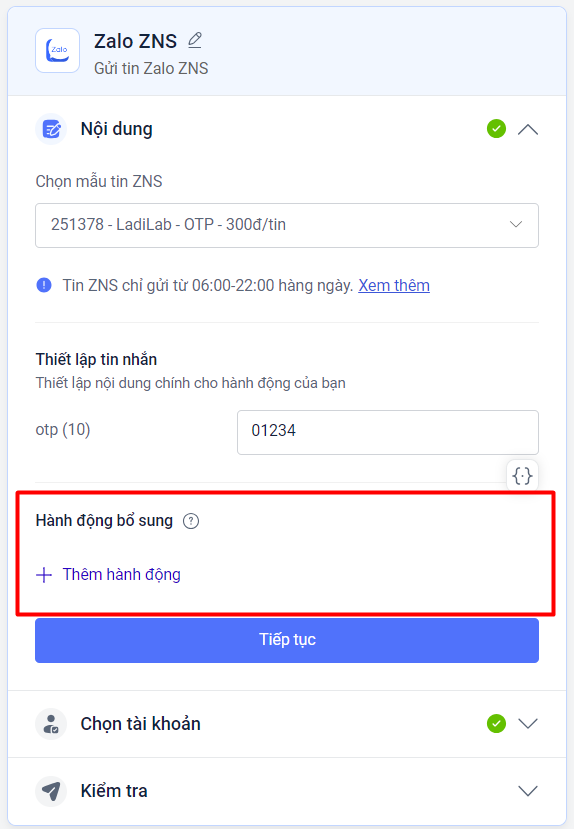 Zalo
Zalo ZNS
Gửi tin Zalo ZNS
Nội dung
Chọn mẫu tin ZNS
251378 - LadiLab - OTP - 300đ/tin
Tin ZNS chỉ gửi từ 06:00-22:00 hàng ngày. Xem thêm
Thiết lập tin nhắn
Thiết lập nội dung chính cho hành động của bạn
otp (10)
01234
{·}
Hành động bổ sung ?
+ Thêm hành động
Tiếp tục
Chọn tài khoản
Kiểm tra